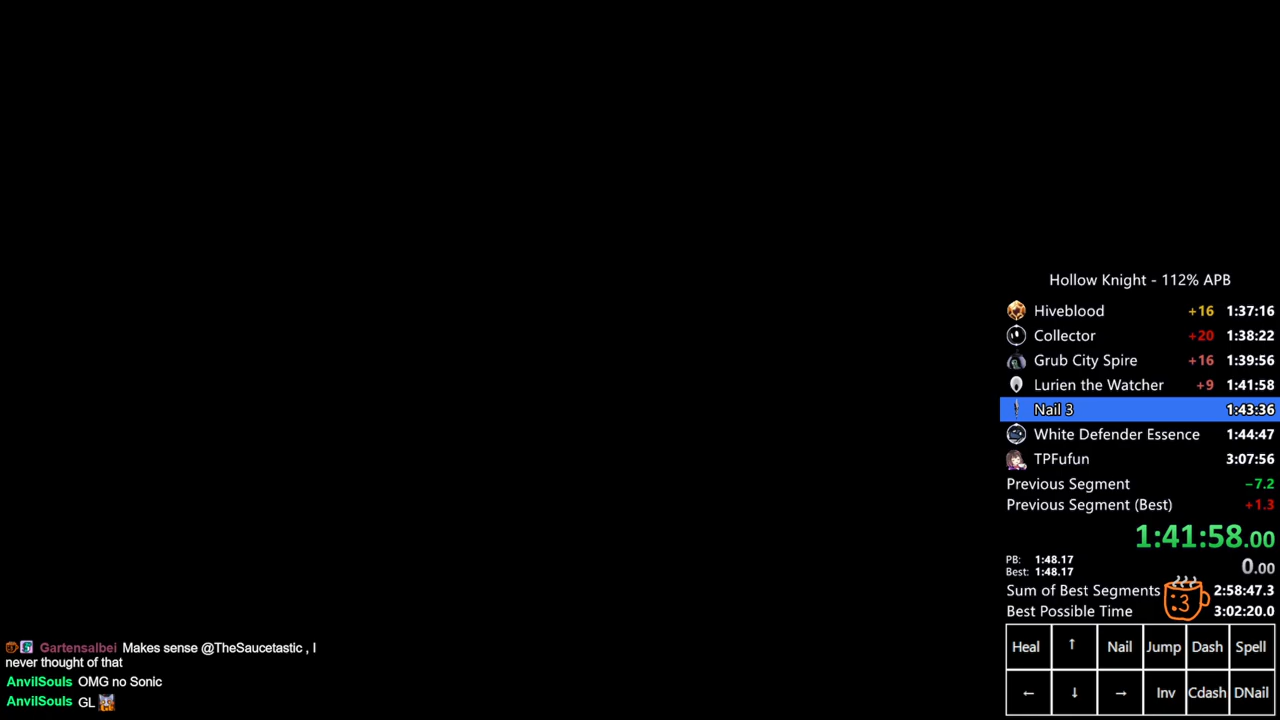 Hollow Knight - 112% APB
Hiveblood +16 1:37:16
Collector +20 1:38:22
Grub City Spire +16 1:39:56
Lurien the Watcher +9 1:41:58
Nail 3 1:43:36
White Defender Essence 1:44:47
TPFufun 3:07:56
Previous Segment -7.2
Previous Segment (Best) +1.3
1:41:58.00
PB: 1:48.17 0.00
Best: 1:48.17
Sum of Best Segments :3 2:58:47.3
Best Possible Time 3:02:20.0
Heal ↑ Nail Jump Dash Spell
← ↓ → Inv Cdash DNail
Gartensalbei Makes sense @TheSaucetastic , I
never thought of that
AnvilSouls OMG no Sonic
AnvilSouls GL